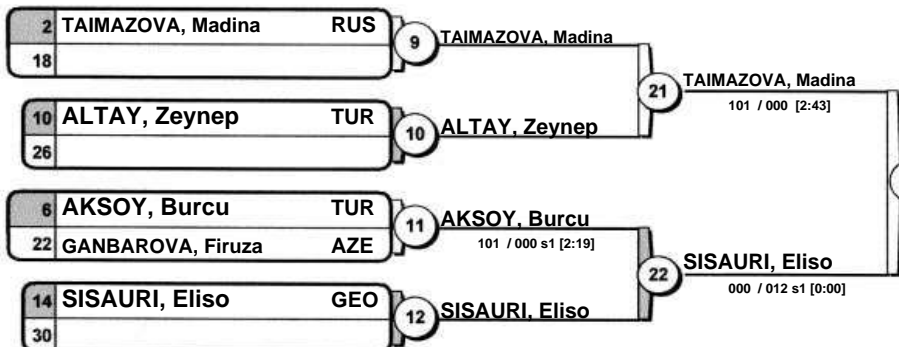 2 TAIMAZOVA, Madina RUS
18
9
TAIMAZOVA, Madina
10 ALTAY, Zeynep TUR
26
10
ALTAY, Zeynep
21
TAIMAZOVA, Madina
101 / 000 [2:43]
6 AKSOY, Burcu TUR
22 GANBAROVA, Firuza AZE
11
AKSOY, Burcu
101 / 000 s1 [2:19]
14 SISAURI, Eliso GEO
30
12
SISAURI, Eliso
22
SISAURI, Eliso
000 / 012 s1 [0:00]